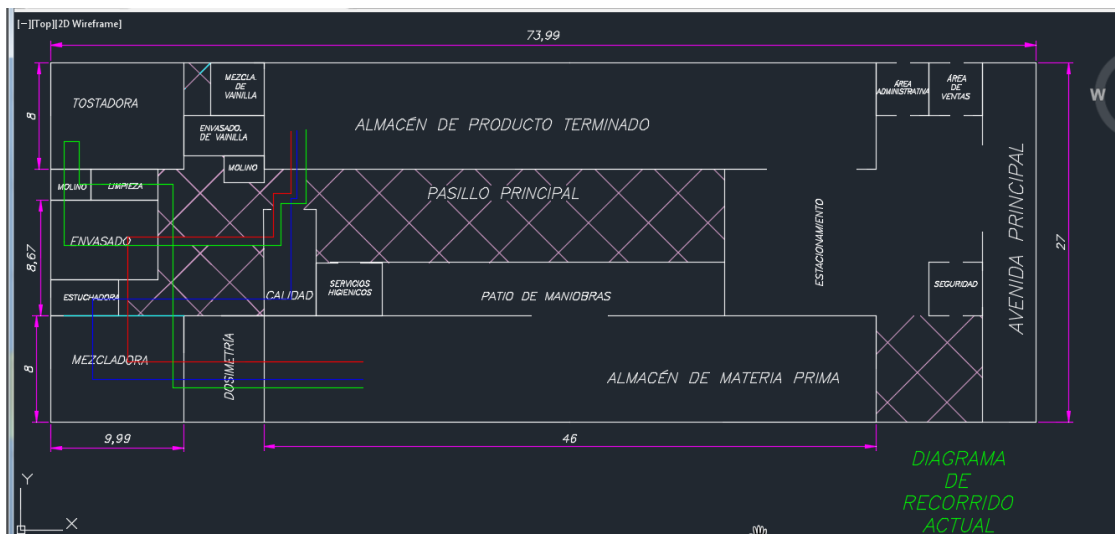 [-][Top][2D Wireframe]
73,99
TOSTADORA
MEZCLA.
DE
VAINILLA
ÁREA
ADMINISTRATIVA
ÁREA
DE
VENTAS
W
8
ENVASADO.
DE VAINILLA
ALMACÉN DE PRODUCTO TERMINADO
MOLINO
MOLINO
LIMPIEZA
PASILLO PRINCIPAL
AVENIDA PRINCIPAL
ESTACIONAMIENTO
27
8,67
ENVASADO
ESTUCHADORA
CALIDAD
SERVICIOS
HIGIENICOS
PATIO DE MANIOBRAS
SEGURIDAD
8
MEZCLADORA
DOSIMETRÍA
ALMACÉN DE MATERIA PRIMA
9,99
46
DIAGRAMA
DE
RECORRIDO
ACTUAL
Y
X